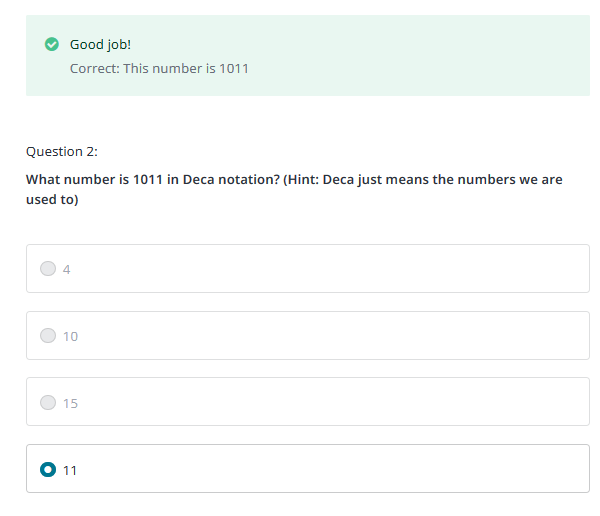 Good job!
Correct: This number is 1011
Question 2:
What number is 1011 in Deca notation? (Hint: Deca just means the numbers we are
used to)
4
10
15
11